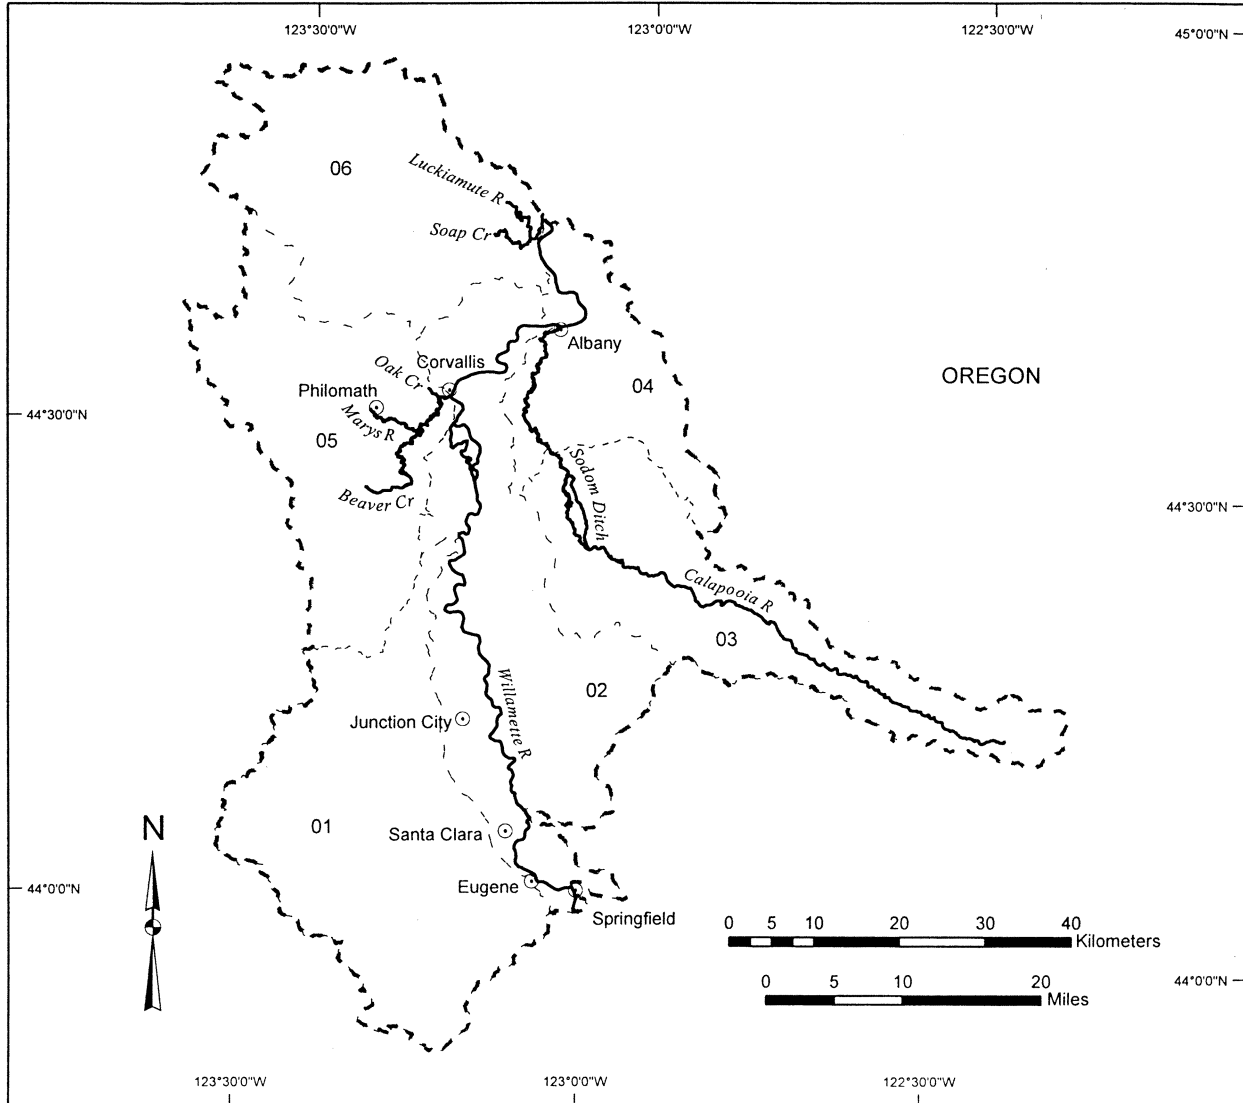 123°30'0"W
123°0'0"W
122°30'0"W
45°0'0"N
06
Luckiamute R
Soap Cr
Albany
Corvallis
Oak Cr
Philomath
04
OREGON
44°30'0"N
Marys R
05
Sodom Ditch
Beaver Cr
44°30'0"N
Calapooia R
03
02
Willamette R
Junction City
01
Santa Clara
N
Eugene
44°0'0"N
Springfield
0 5 10 20 30 40
Kilometers
0 5 10 20
Miles
44°0'0"N
123°30'0"W
123°0'0"W
122°30'0"W